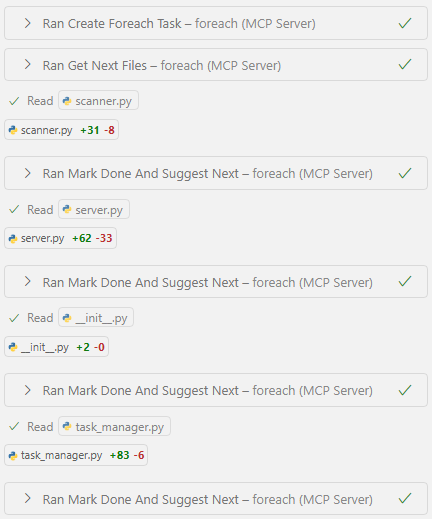 Ran Create Foreach Task – foreach (MCP Server)
Ran Get Next Files – foreach (MCP Server)
Read scanner.py
scanner.py +31 -8
Ran Mark Done And Suggest Next – foreach (MCP Server)
Read server.py
server.py +62 -33
Ran Mark Done And Suggest Next – foreach (MCP Server)
Read __init__.py
__init__.py +2 -0
Ran Mark Done And Suggest Next – foreach (MCP Server)
Read task_manager.py
task_manager.py +83 -6
Ran Mark Done And Suggest Next – foreach (MCP Server)